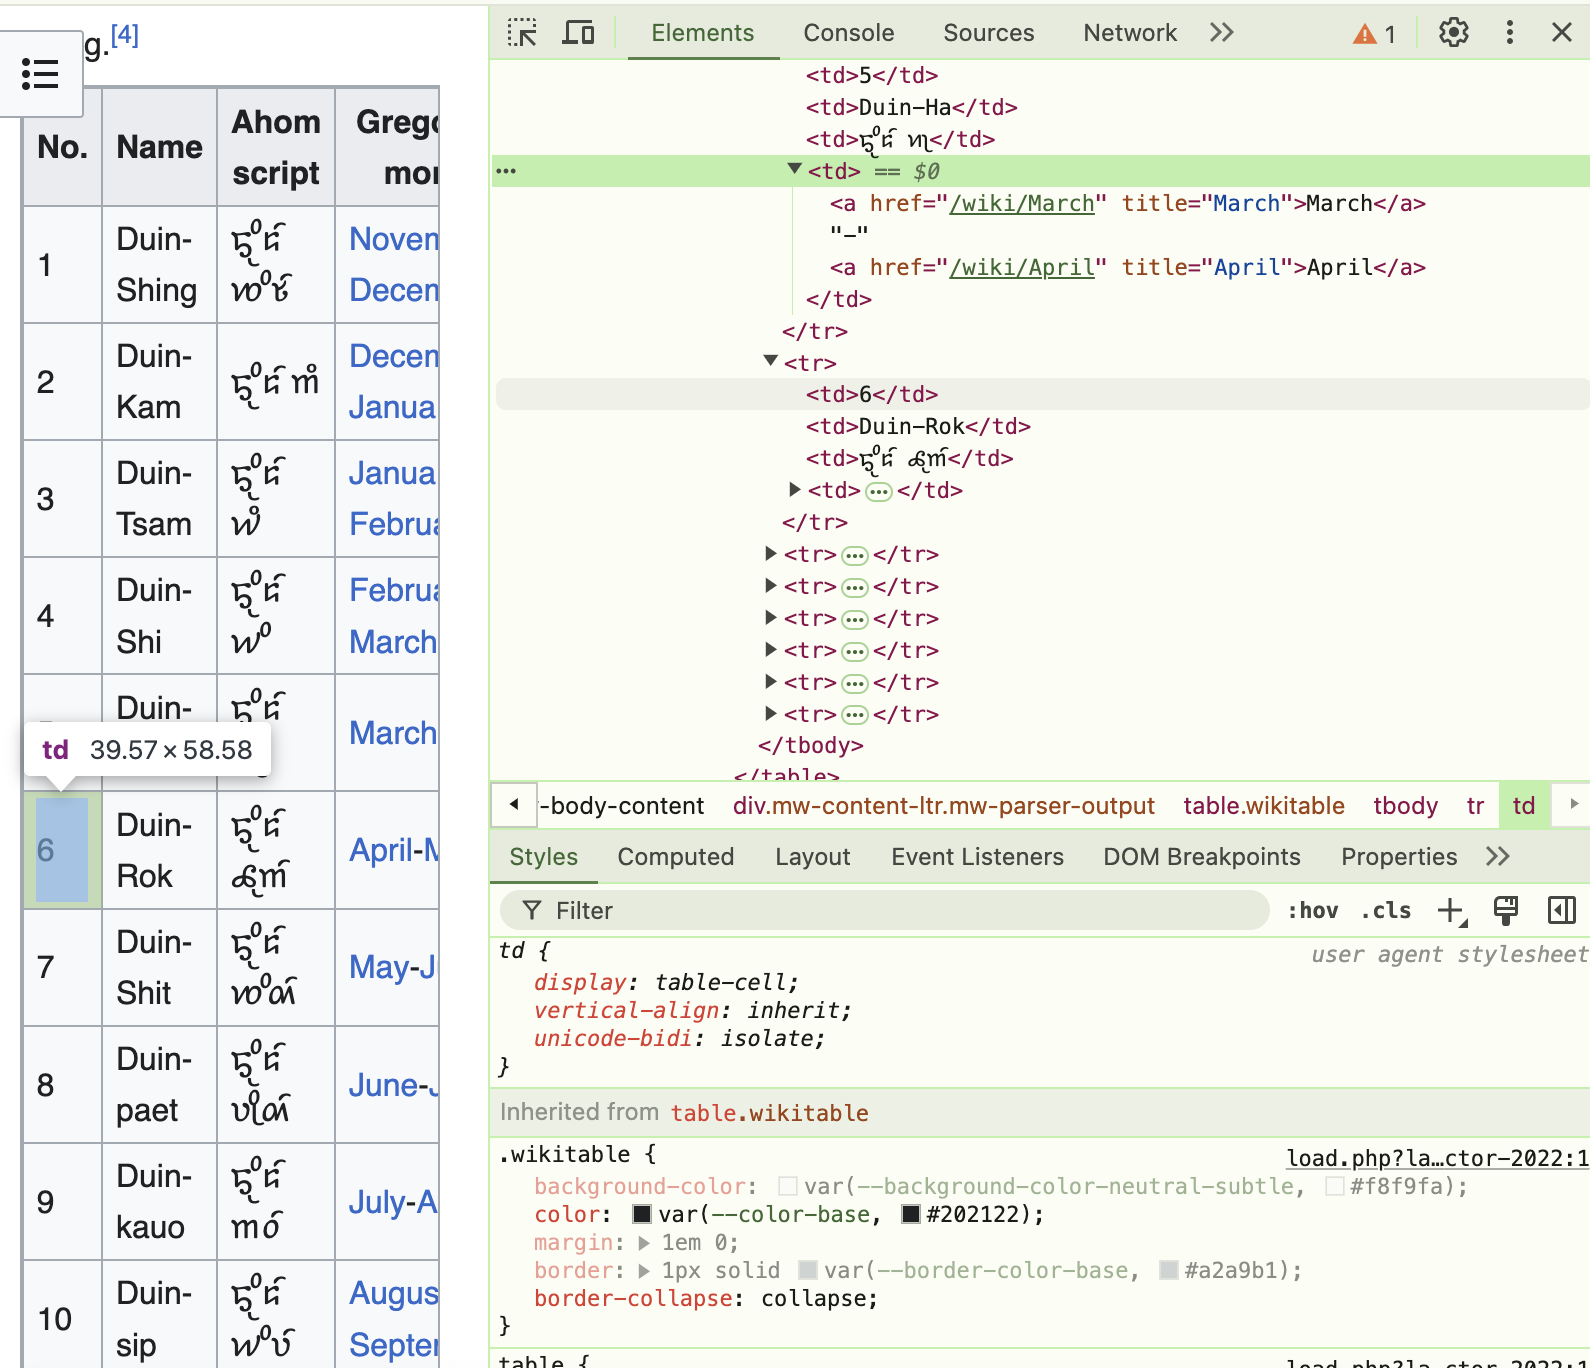 g.[4]
No. Name Ahom script Grego mon
1 Duin-Shing 𑜓𑜢𑜤𑜃𑜫 𑜏𑜢𑜂𑜫 Novem Decem
2 Duin-Kam 𑜓𑜢𑜤𑜃𑜫 𑜀𑜪 Decem Janua
3 Duin-Tsam Janua Februa
4 Duin-Shi Februa March
Duin- March
td 39.57×58.58
6 Duin-Rok April-M
7 Duin-Shit May-J
8 Duin-paet June-J
9 Duin-kauo July-A
10 Duin-sip Augus Septer
Elements Console Sources Network 1
<td>5</td>
<td>Duin-Ha</td>
<td></td>
<td> == $0
<a href="/wiki/March" title="March">March</a>
"–"
<a href="/wiki/April" title="April">April</a>
</td>
</tr>
<tr>
<td>6</td>
<td>Duin-Rok</td>
<td></td>
<td>…</td>
</tr>
<tr>…</tr>
<tr>…</tr>
<tr>…</tr>
<tr>…</tr>
<tr>…</tr>
<tr>…</tr>
</tbody>
</table>
-body-content div.mw-content-ltr.mw-parser-output table.wikitable tbody tr td
Styles Computed Layout Event Listeners DOM Breakpoints Properties
Filter :hov .cls
td { user agent stylesheet
display: table-cell;
vertical-align: inherit;
unicode-bidi: isolate;
}
Inherited from table.wikitable
.wikitable { load.php?la…ctor-2022:1
background-color: var(--background-color-neutral-subtle, #f8f9fa);
color: var(--color-base, #202122);
margin: 1em 0;
border: 1px solid var(--border-color-base, #a2a9b1);
border-collapse: collapse;
}
table { load.php?la…ctor-2022:1